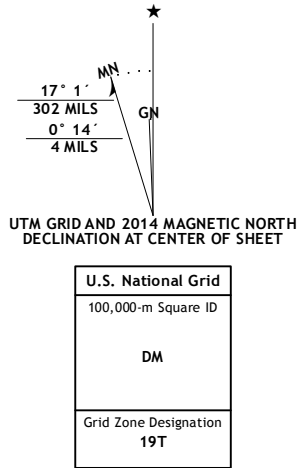 MN
GN
17° 1´
302 MILS
0° 14´
4 MILS
UTM GRID AND 2014 MAGNETIC NORTH
DECLINATION AT CENTER OF SHEET
U.S. National Grid
100,000-m Square ID
DM
Grid Zone Designation
19T